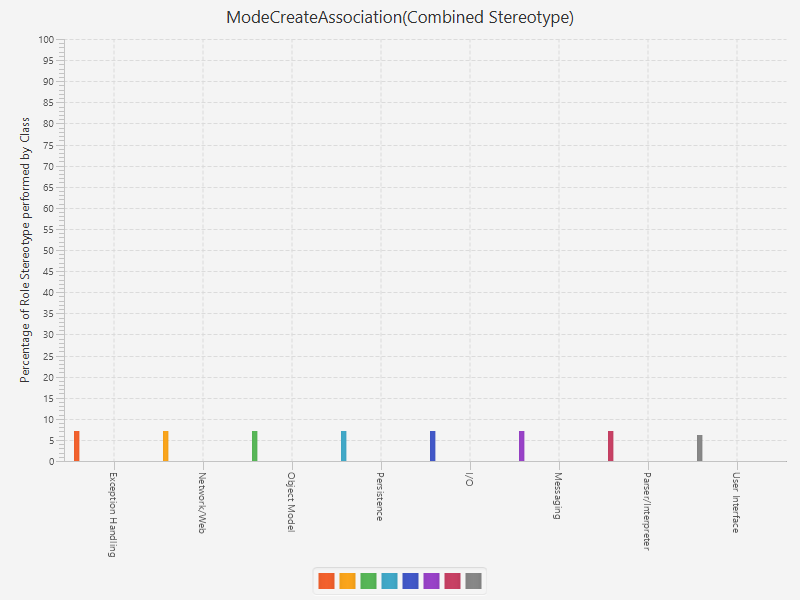 ModeCreateAssociation(Combined Stereotype)
Percentage of Role Stereotype performed by Class
100
95
90
85
80
75
70
65
60
55
50
45
40
35
30
25
20
15
10
5
0
Exception Handling
Network/Web
Object Model
Persistence
I/O
Messaging
Parser/Interpreter
User Interface